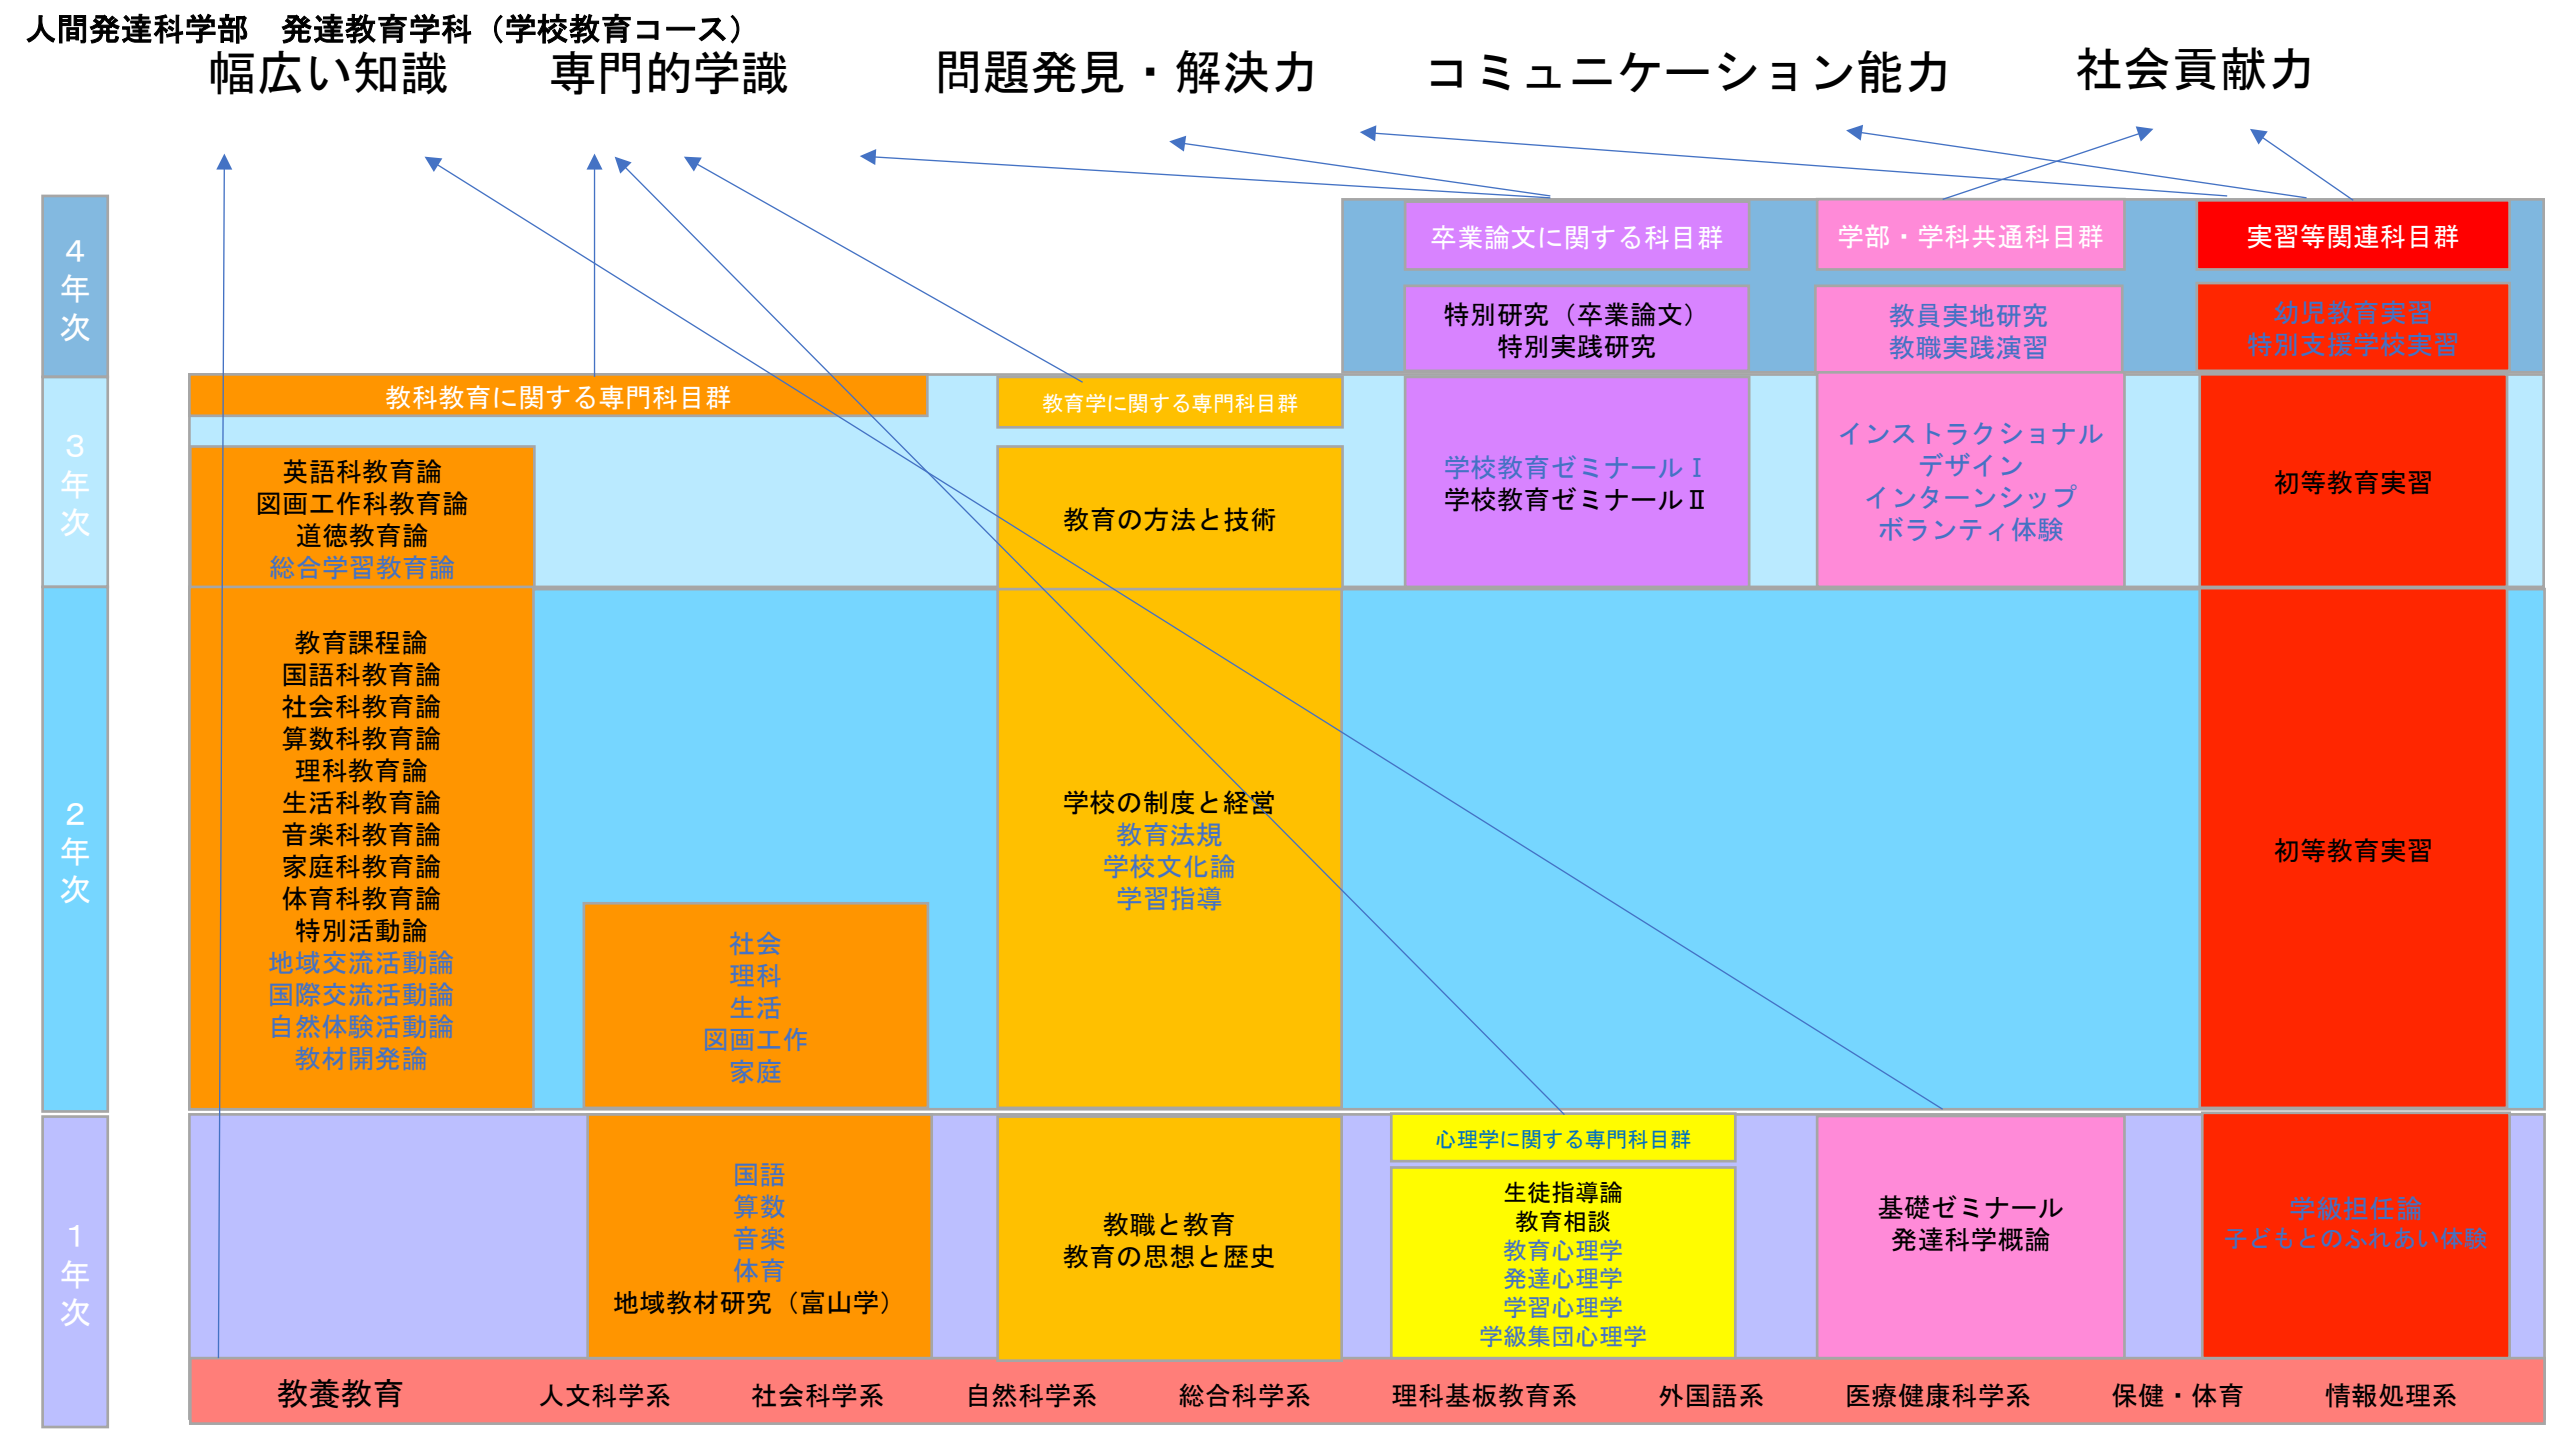 人間発達科学部　発達教育学科（学校教育コース）
幅広い知識
専門的学識
問題発見・解決力
コミュニケーション能力
社会貢献力
４年次
卒業論文に関する科目群
学部・学科共通科目群
実習等関連科目群
特別研究（卒業論文）
特別実践研究
教員実地研究
教職実践演習
幼児教育実習
特別支援学校実習
３年次
教科教育に関する専門科目群
教育学に関する専門科目群
英語科教育論
図画工作科教育論
道徳教育論
総合学習教育論
教育の方法と技術
学校教育ゼミナールⅠ
学校教育ゼミナールⅡ
インストラクショナル
デザイン
インターンシップ
ボランティ体験
初等教育実習
２年次
教育課程論
国語科教育論
社会科教育論
算数科教育論
理科教育論
生活科教育論
音楽科教育論
家庭科教育論
体育科教育論
特別活動論
地域交流活動論
国際交流活動論
自然体験活動論
教材開発論
社会
理科
生活
図画工作
家庭
学校の制度と経営
教育法規
学校文化論
学習指導
初等教育実習
１年次
国語
算数
音楽
体育
地域教材研究（富山学）
教職と教育
教育の思想と歴史
心理学に関する専門科目群
生徒指導論
教育相談
教育心理学
発達心理学
学習心理学
学級集団心理学
基礎ゼミナール
発達科学概論
学級担任論
子どもとのふれあい体験
教養教育
人文科学系
社会科学系
自然科学系
総合科学系
理科基板教育系
外国語系
医療健康科学系
保健・体育
情報処理系